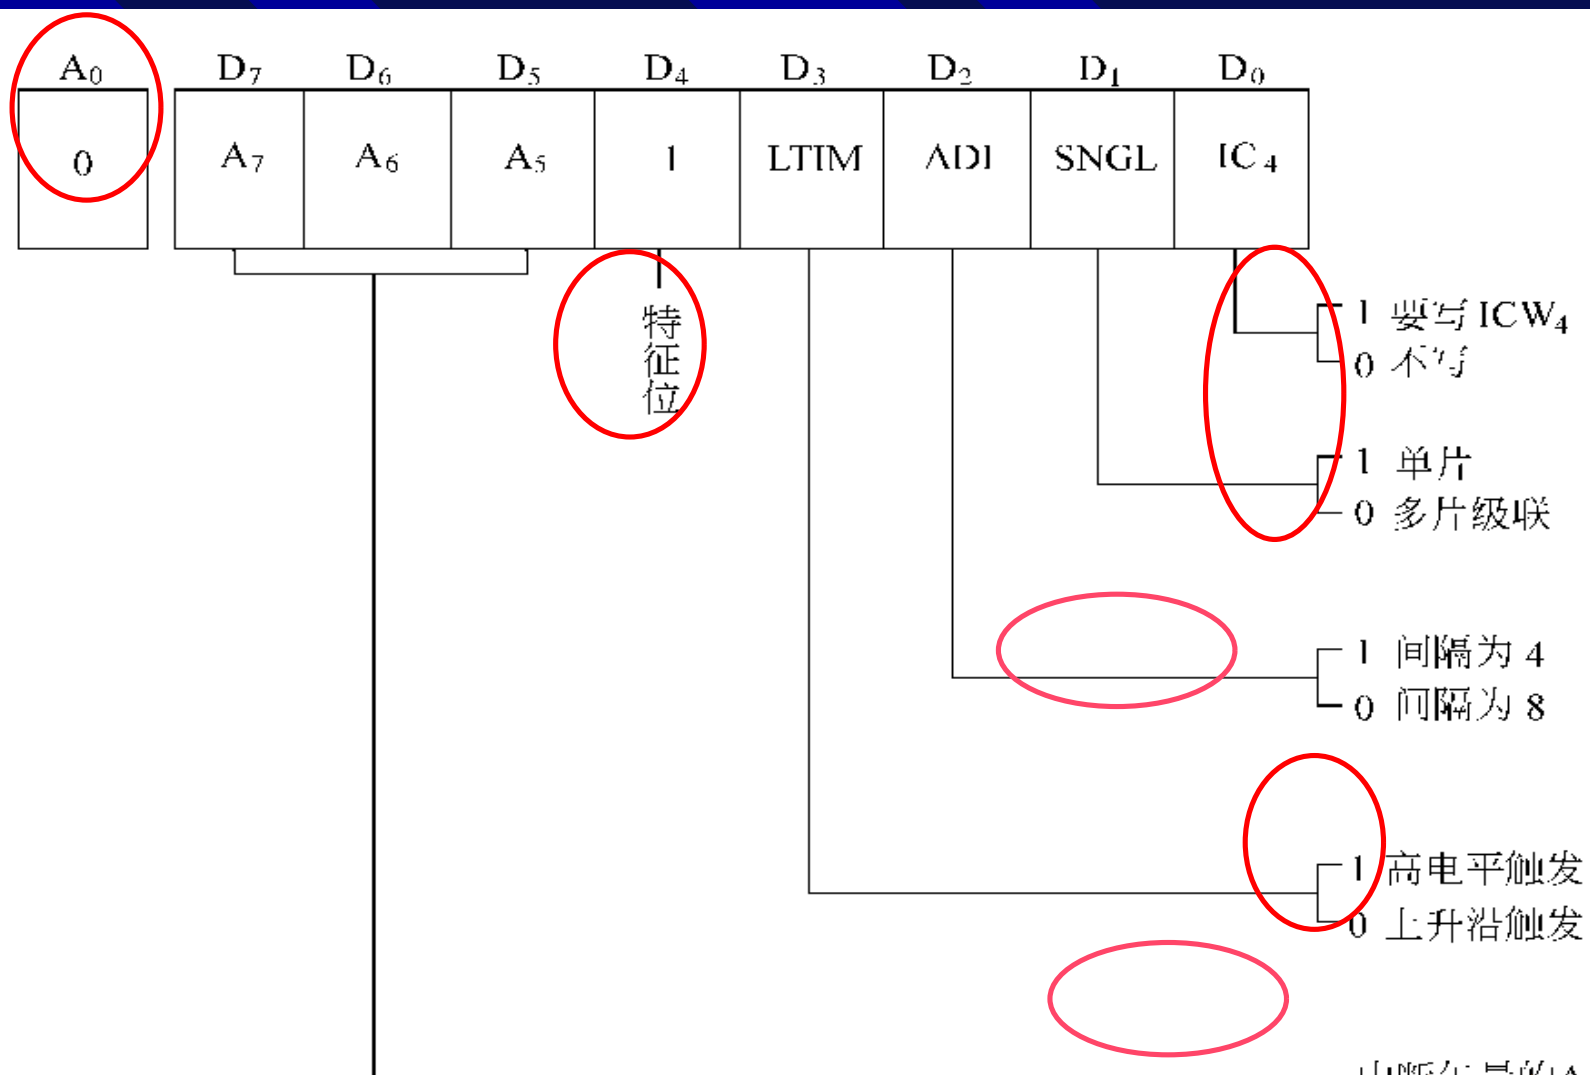 A₀ D₇ D₆ D₅ D₄ D₃ D₂ D₁ D₀
0 A₇ A₆ A₅ 1 LTIM ADI SNGL IC₄
特征位
1 要写 ICW₄
0 不写
1 单片
0 多片级联
1 间隔为 4
0 间隔为 8
1 高电平触发
0 上升沿触发